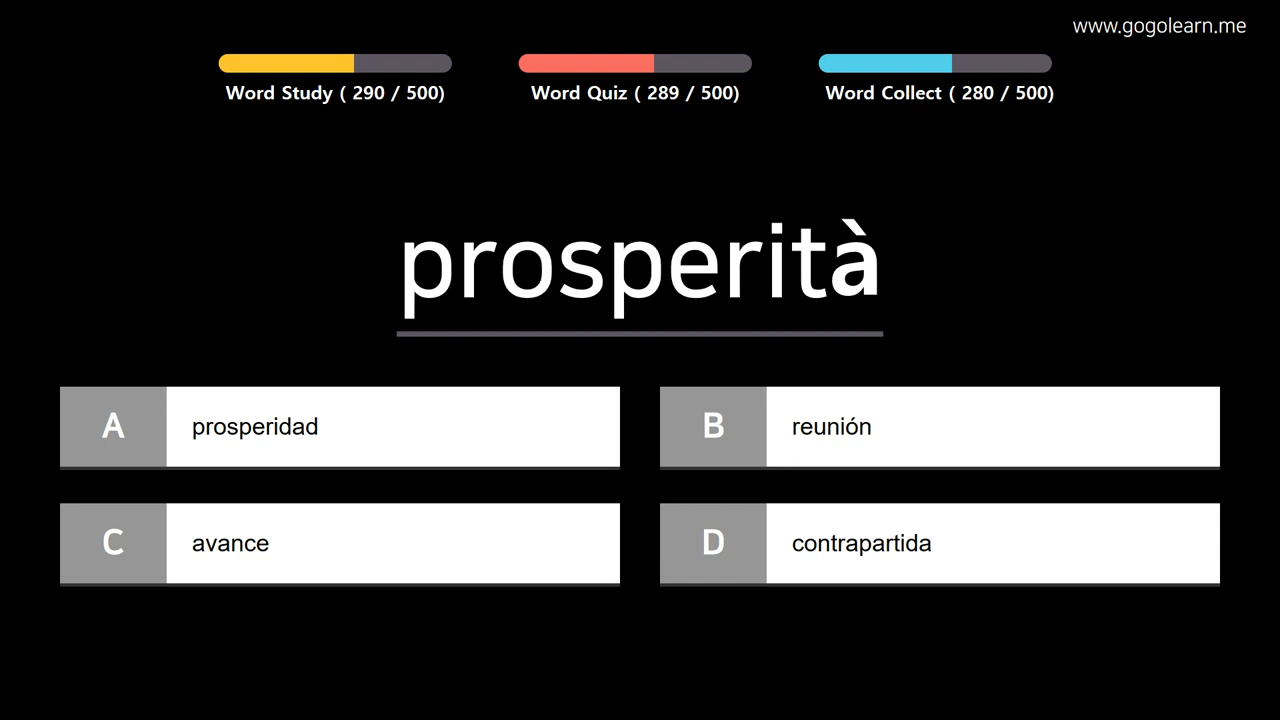 www.gogolearn.me
Word Study ( 290 / 500)
Word Quiz ( 289 / 500)
Word Collect ( 280 / 500)
prosperità
A prosperidad
B reunión
C avance
D contrapartida